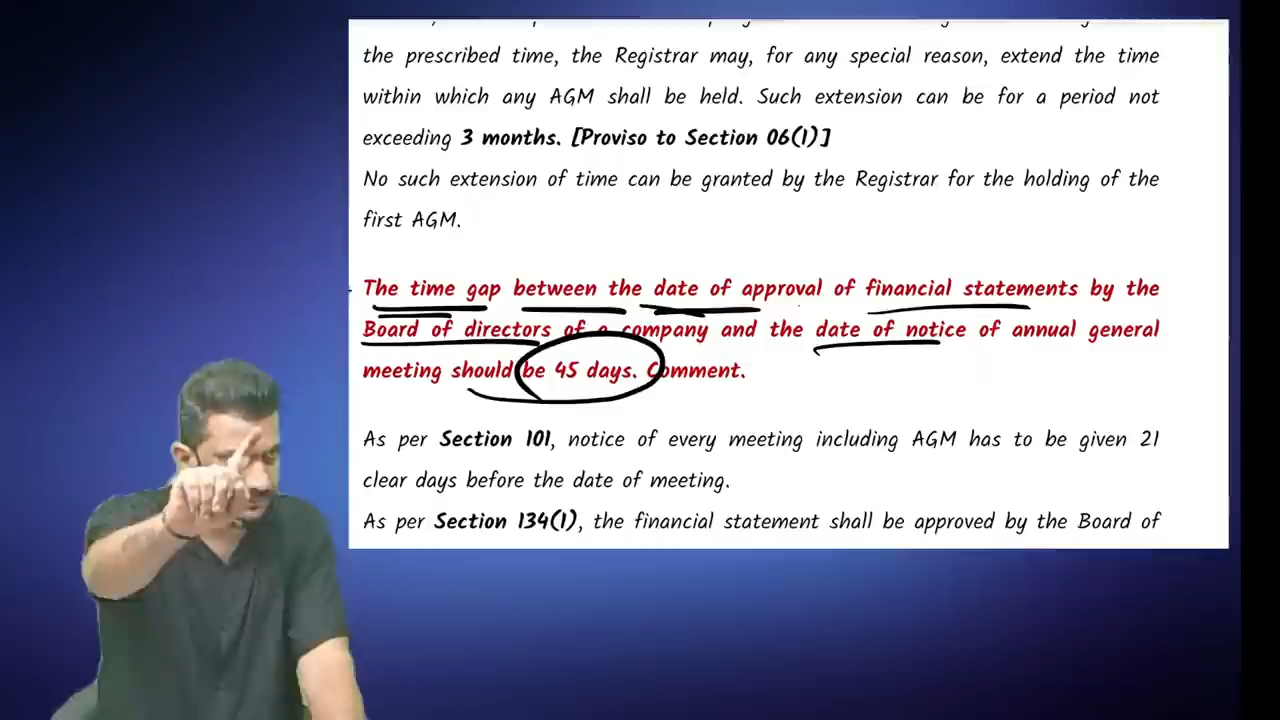 the prescribed time, the Registrar may, for any special reason, extend the time
within which any AGM shall be held. Such extension can be for a period not
exceeding 3 months. [Proviso to Section 06(1)]
No such extension of time can be granted by the Registrar for the holding of the
first AGM.
The time gap between the date of approval of financial statements by the
Board of directors of a company and the date of notice of annual general
meeting should be 45 days. Comment.
As per Section 101, notice of every meeting including AGM has to be given 21
clear days before the date of meeting.
As per Section 134(1), the financial statement shall be approved by the Board of